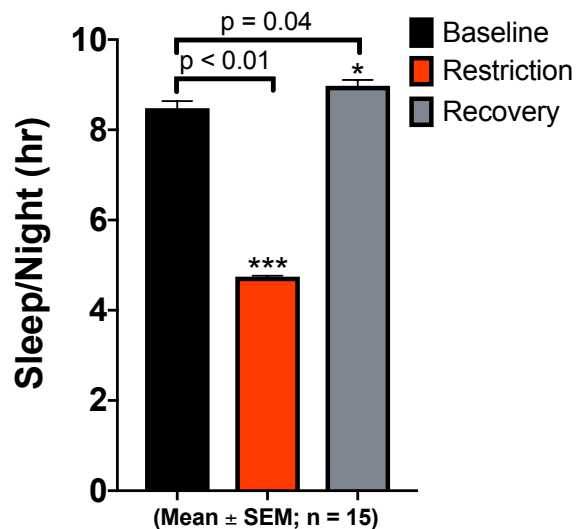 Sleep/Night (hr)
10
8
6
4
2
0
p = 0.04
p < 0.01
*
***
Baseline
Restriction
Recovery
(Mean ± SEM; n = 15)